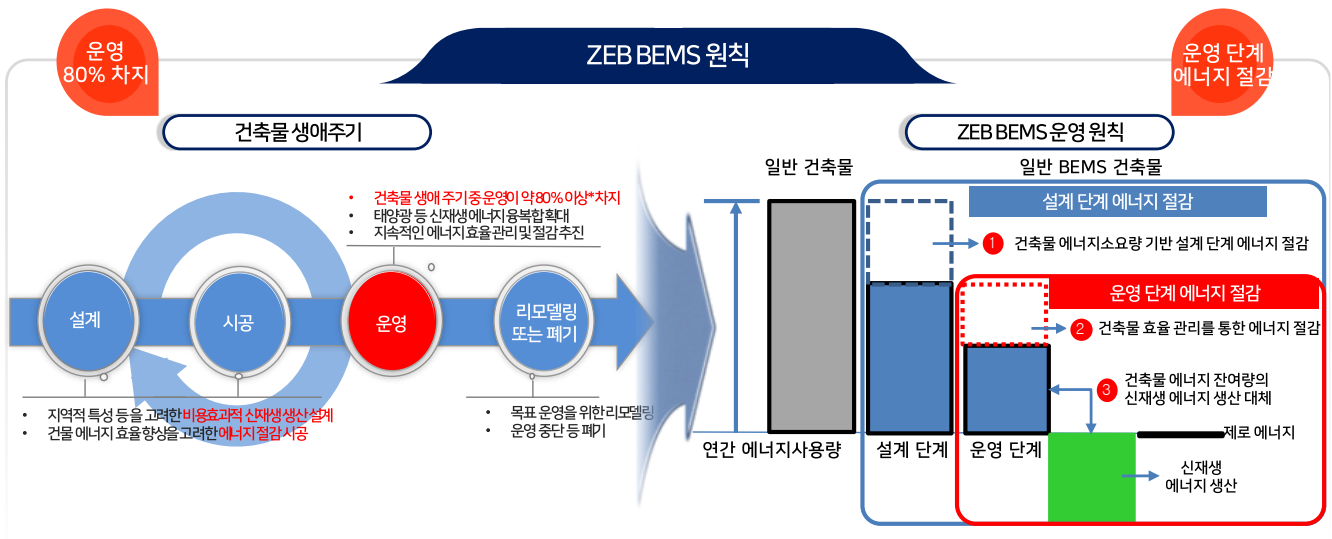 ZEB BEMS 원칙
운영
80% 차지
운영 단계
에너지 절감
건축물 생애주기
• 건축물 생애 주기 중 운영이 약 80% 이상* 차지
• 태양광 등 신재생 에너지 융복합 확대
• 지속적인 에너지 효율 관리 및 절감 추진
설계
시공
운영
리모델링
또는 폐기
• 지역적 특성 등을 고려한 비용효과적 신재생 생산 설계
• 건물 에너지 효율 향상을 고려한 에너지 절감 시공
• 목표 운영을 위한 리모델링
• 운영 중단 등 폐기
ZEB BEMS 운영 원칙
일반 건축물
일반 BEMS 건축물
설계 단계 에너지 절감
1 건축물 에너지소요량 기반 설계 단계 에너지 절감
운영 단계 에너지 절감
2 건축물 효율 관리를 통한 에너지 절감
3 건축물 에너지 잔여량의
신재생 에너지 생산 대체
제로 에너지
연간 에너지사용량
설계 단계
운영 단계
신재생
에너지 생산